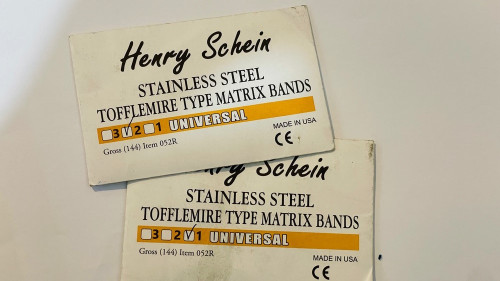 Henry Schein
STAINLESS STEEL
TOFFLEMIRE TYPE MATRIX BANDS
☐3 ☑2 ☐1 UNIVERSAL
Gross (144) Item 052R
MADE IN USA
CE
Henry Schein
STAINLESS STEEL
TOFFLEMIRE TYPE MATRIX BANDS
☐3 ☐2 ☑1 UNIVERSAL
Gross (144) Item 052R
MADE IN USA
CE